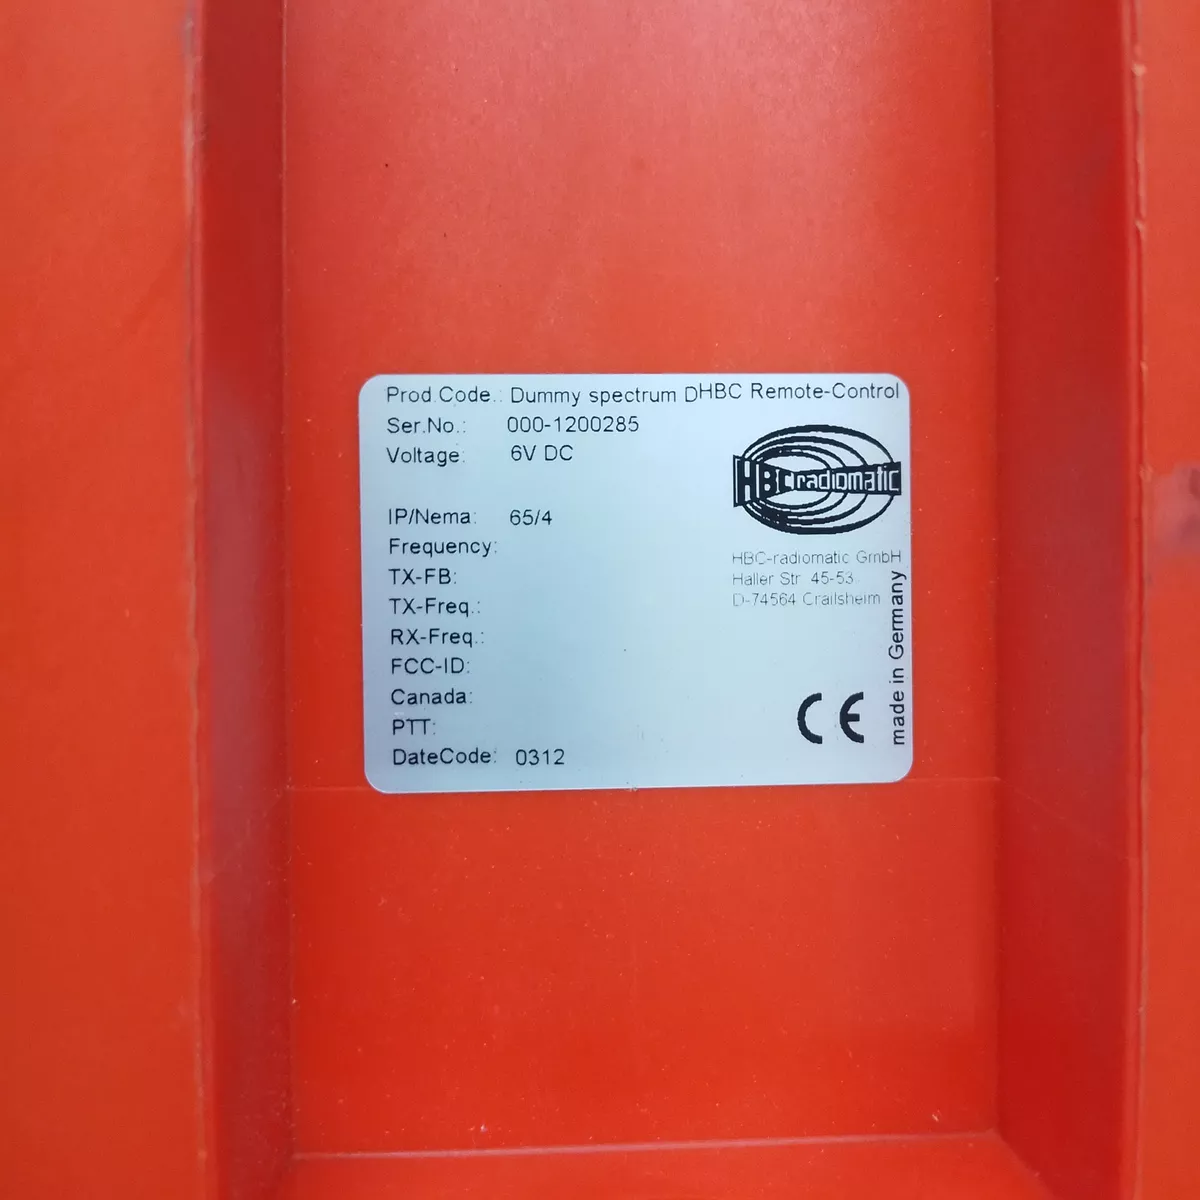 Prod.Code.: Dummy spectrum DHBC Remote-Control
Ser.No.: 000-1200285
Voltage: 6V DC
HBC radiomatic
IP/Nema: 65/4
Frequency:
TX-FB:
TX-Freq.:
RX-Freq.:
FCC-ID:
Canada:
PTT:
DateCode: 0312
HBC-radiomatic GmbH
Haller Str. 45-53
D-74564 Crailsheim
made in Germany
CE